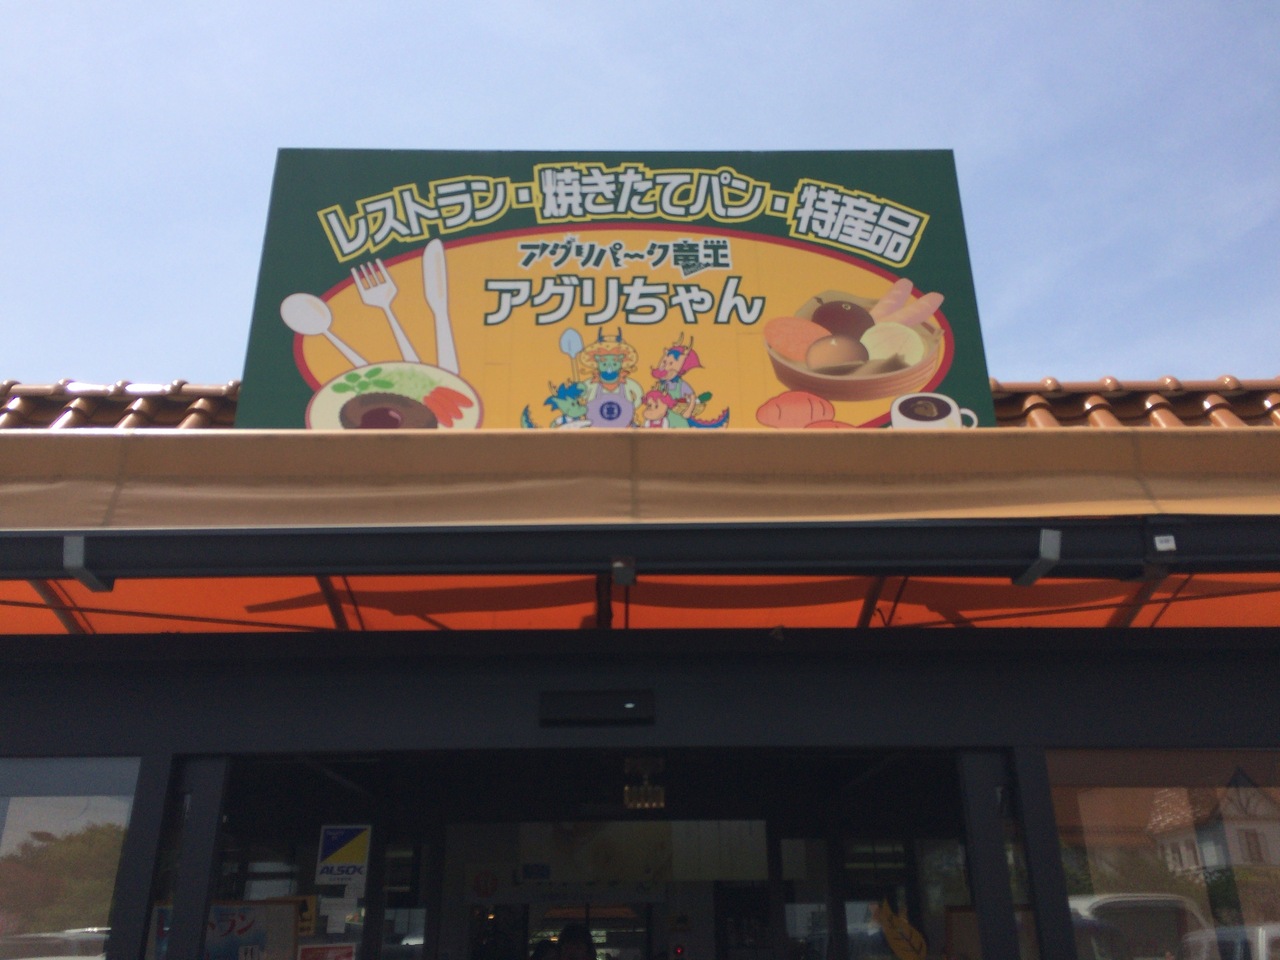 レストラン・焼きたてパン・特産品
アグリパーク竜王
アグリちゃん
ALSOK